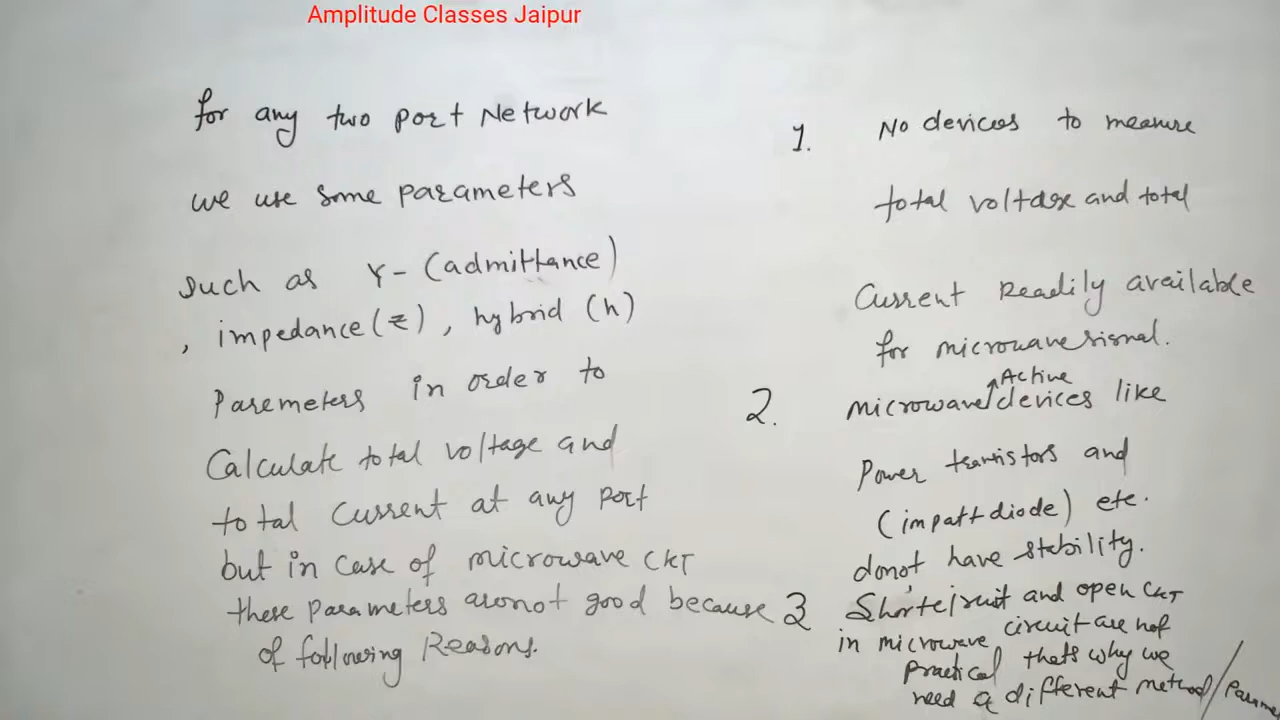 Amplitude Classes Jaipur
for any two port Network
we use some parameters
such as Y- (admittance)
, impedance (z), hybrid (h)
Paremeters in order to
Calculate total voltage and
total current at any port
but in case of microwave CKT
these parameters are not good because
of following Reasons.
1. No devices to measure
total voltage and total
Current Readily available
for microwave signal.
Active
2. microwave devices like
Power transistors and
(impatt diode) etc.
donot have stability.
3 Shortcircuit and open CKT
in microwave circuit are not
practical thats why we
need a different method/Parame